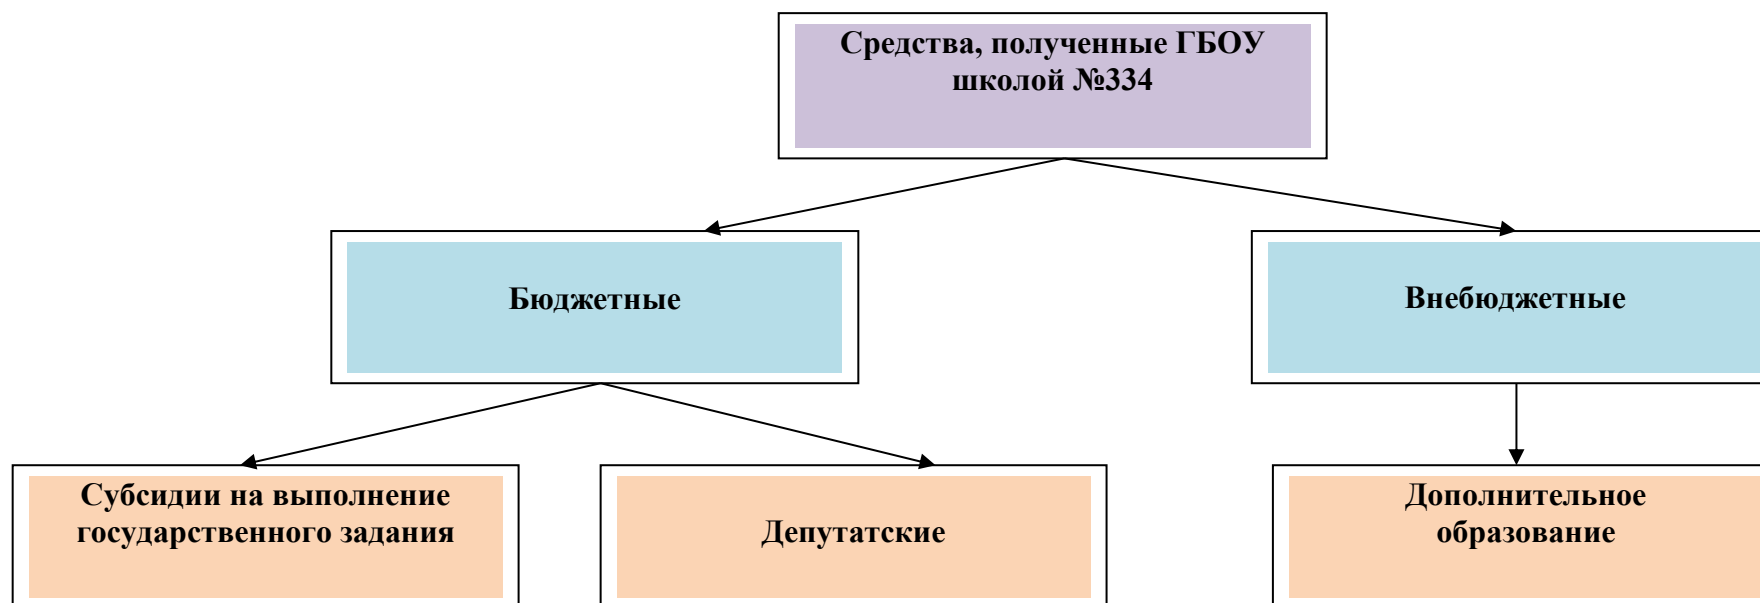 Средства, полученные ГБОУ
школой №334
Бюджетные
Внебюджетные
Субсидии на выполнение
государственного задания
Депутатские
Дополнительное
образование